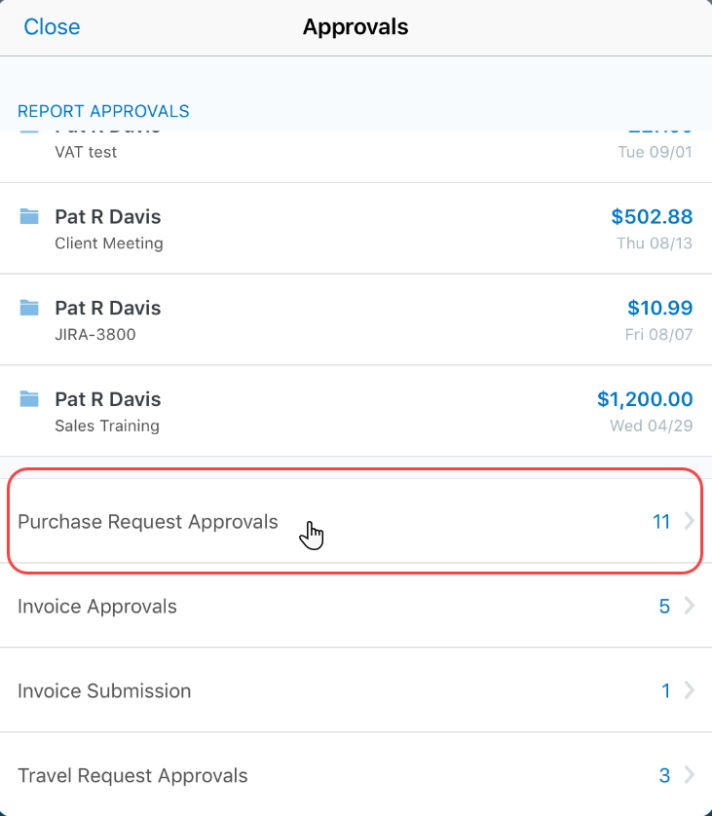 Close
Approvals
REPORT APPROVALS
VAT test
Tue 09/01
Pat R Davis
$502.88
Client Meeting
Thu 08/13
Pat R Davis
$10.99
JIRA-3800
Fri 08/07
Pat R Davis
$1,200.00
Sales Training
Wed 04/29
Purchase Request Approvals
11
Invoice Approvals
5
Invoice Submission
1
Travel Request Approvals
3